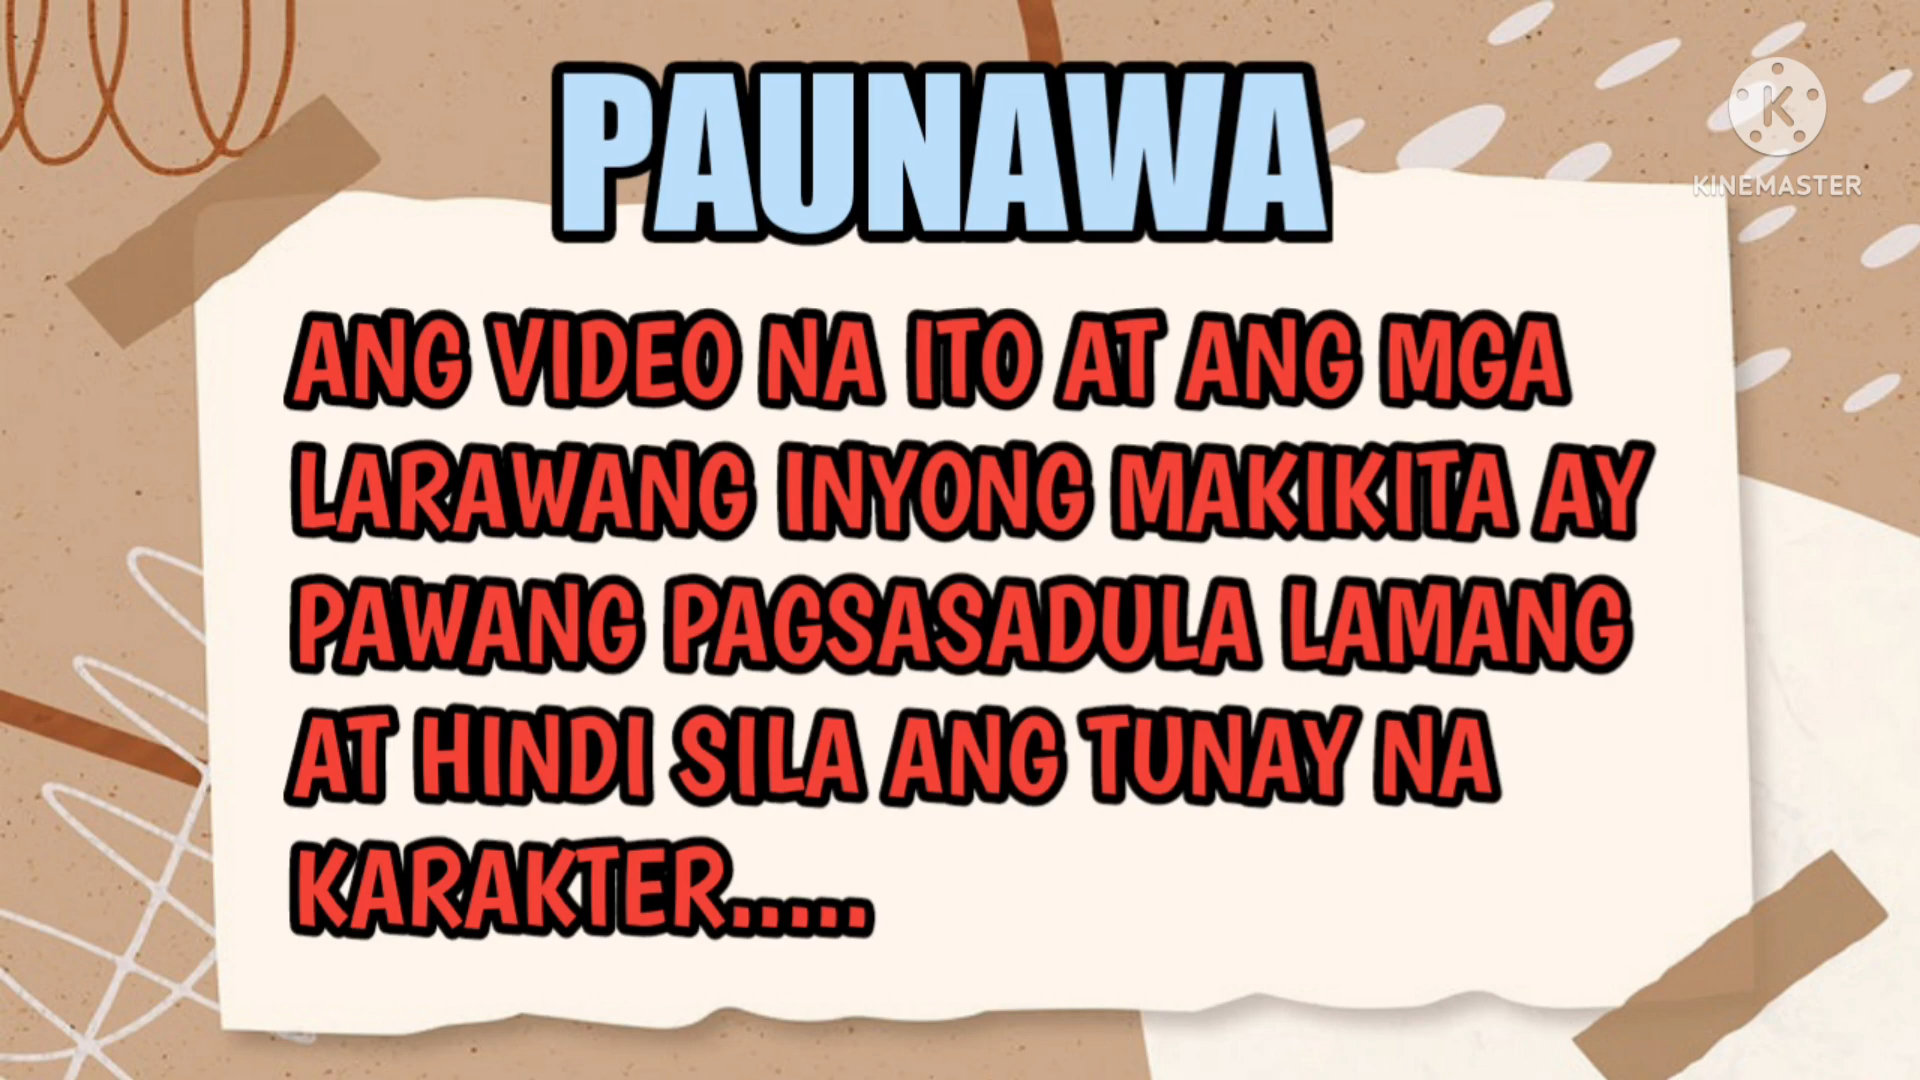 PAUNAWA
KINEMASTER
ANG VIDEO NA ITO AT ANG MGA
LARAWANG INYONG MAKIKITA AY
PAWANG PAGSASADULA LAMANG
AT HINDI SILA ANG TUNAY NA
KARAKTER.....